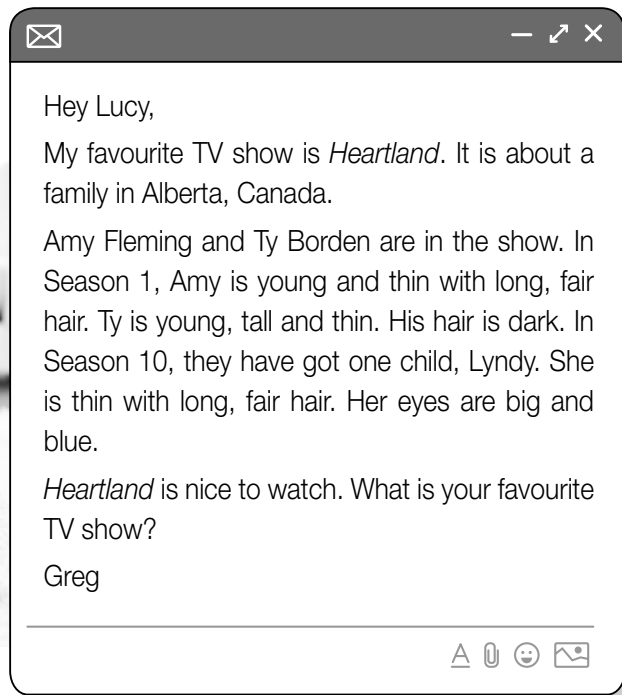 Hey Lucy,
My favourite TV show is Heartland. It is about a
family in Alberta, Canada.
Amy Fleming and Ty Borden are in the show. In
Season 1, Amy is young and thin with long, fair
hair. Ty is young, tall and thin. His hair is dark. In
Season 10, they have got one child, Lyndy. She
is thin with long, fair hair. Her eyes are big and
blue.
Heartland is nice to watch. What is your favourite
TV show?
Greg
A